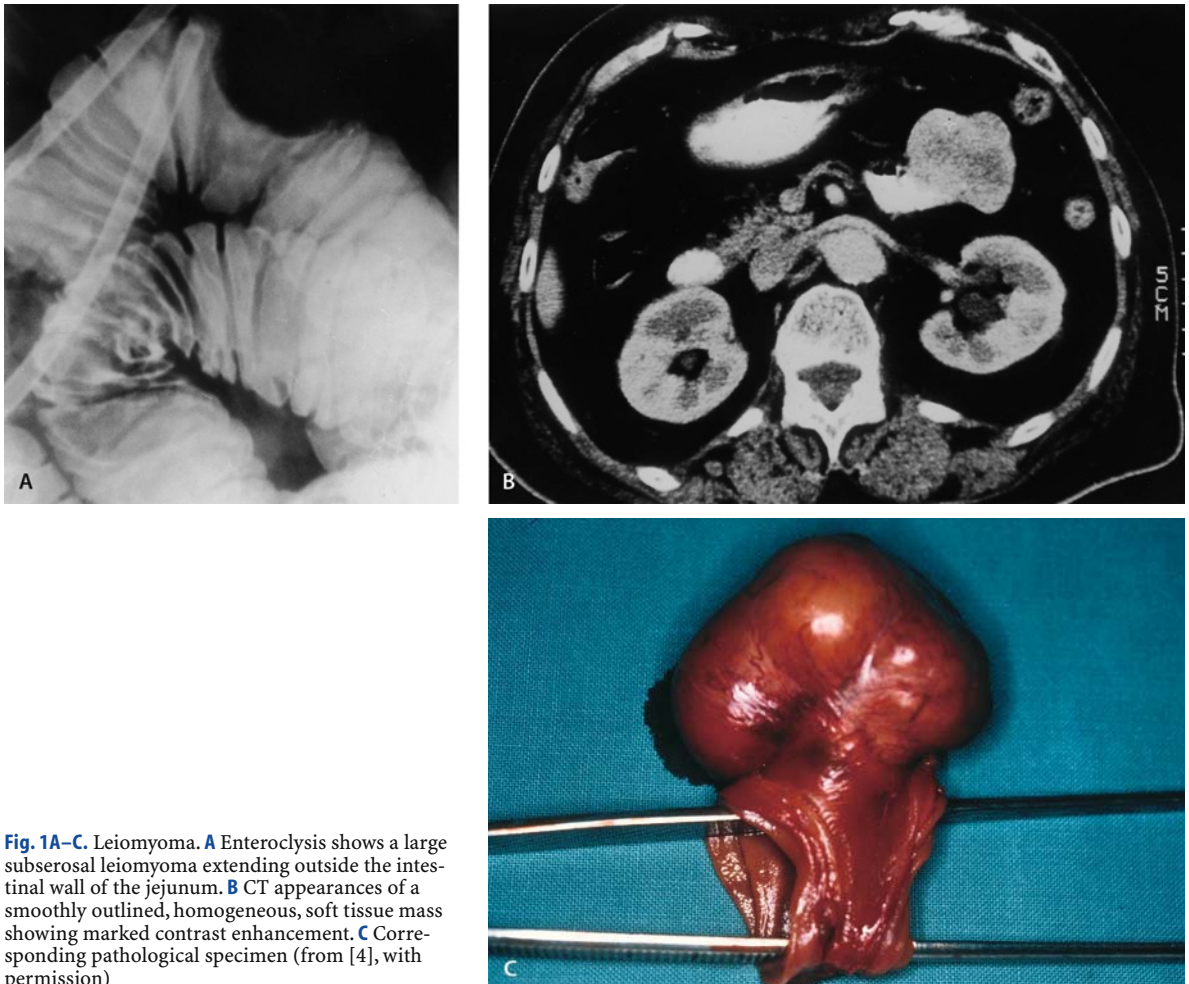 A
B
5
C
M
C
Fig. 1A–C. Leiomyoma. A Enteroclysis shows a large
subserosal leiomyoma extending outside the intes-
tinal wall of the jejunum. B CT appearances of a
smoothly outlined, homogeneous, soft tissue mass
showing marked contrast enhancement. C Corre-
sponding pathological specimen (from [4], with
permission)